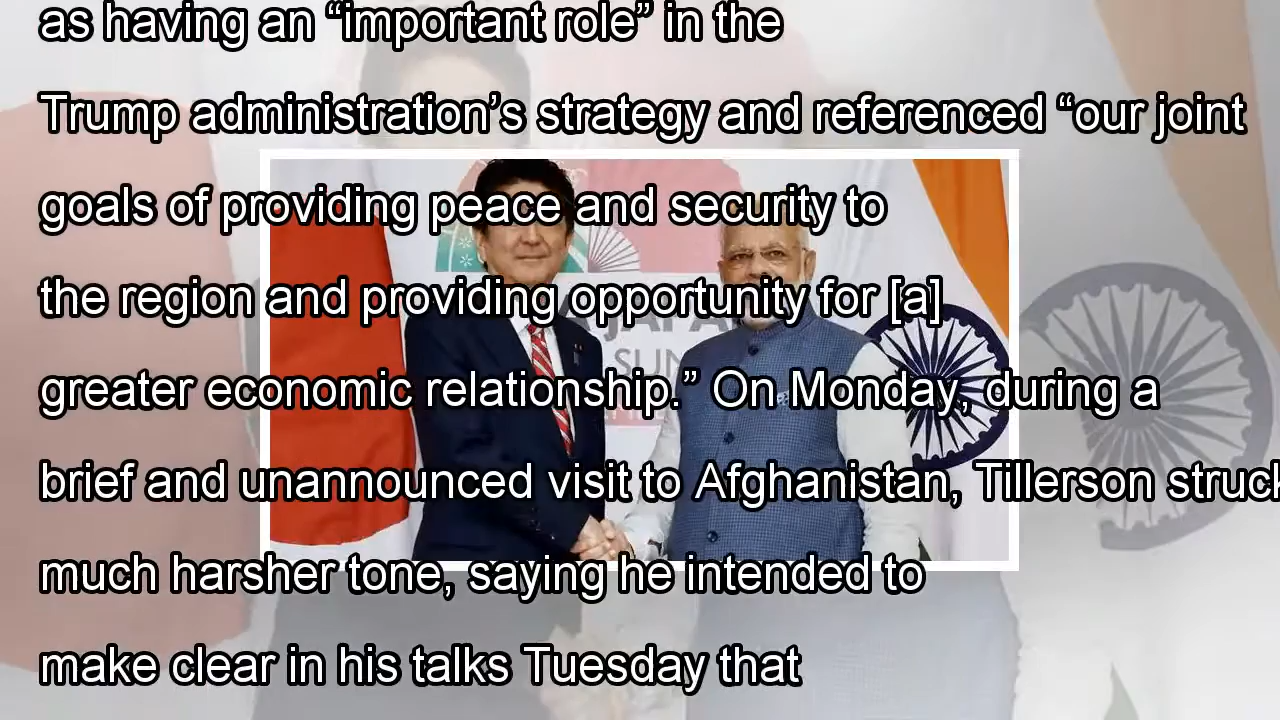 as having an “important role” in the
Trump administration’s strategy and referenced “our joint
goals of providing peace and security to
the region and providing opportunity for [a]
greater economic relationship.” On Monday, during a
brief and unannounced visit to Afghanistan, Tillerson struck
much harsher tone, saying he intended to
make clear in his talks Tuesday that